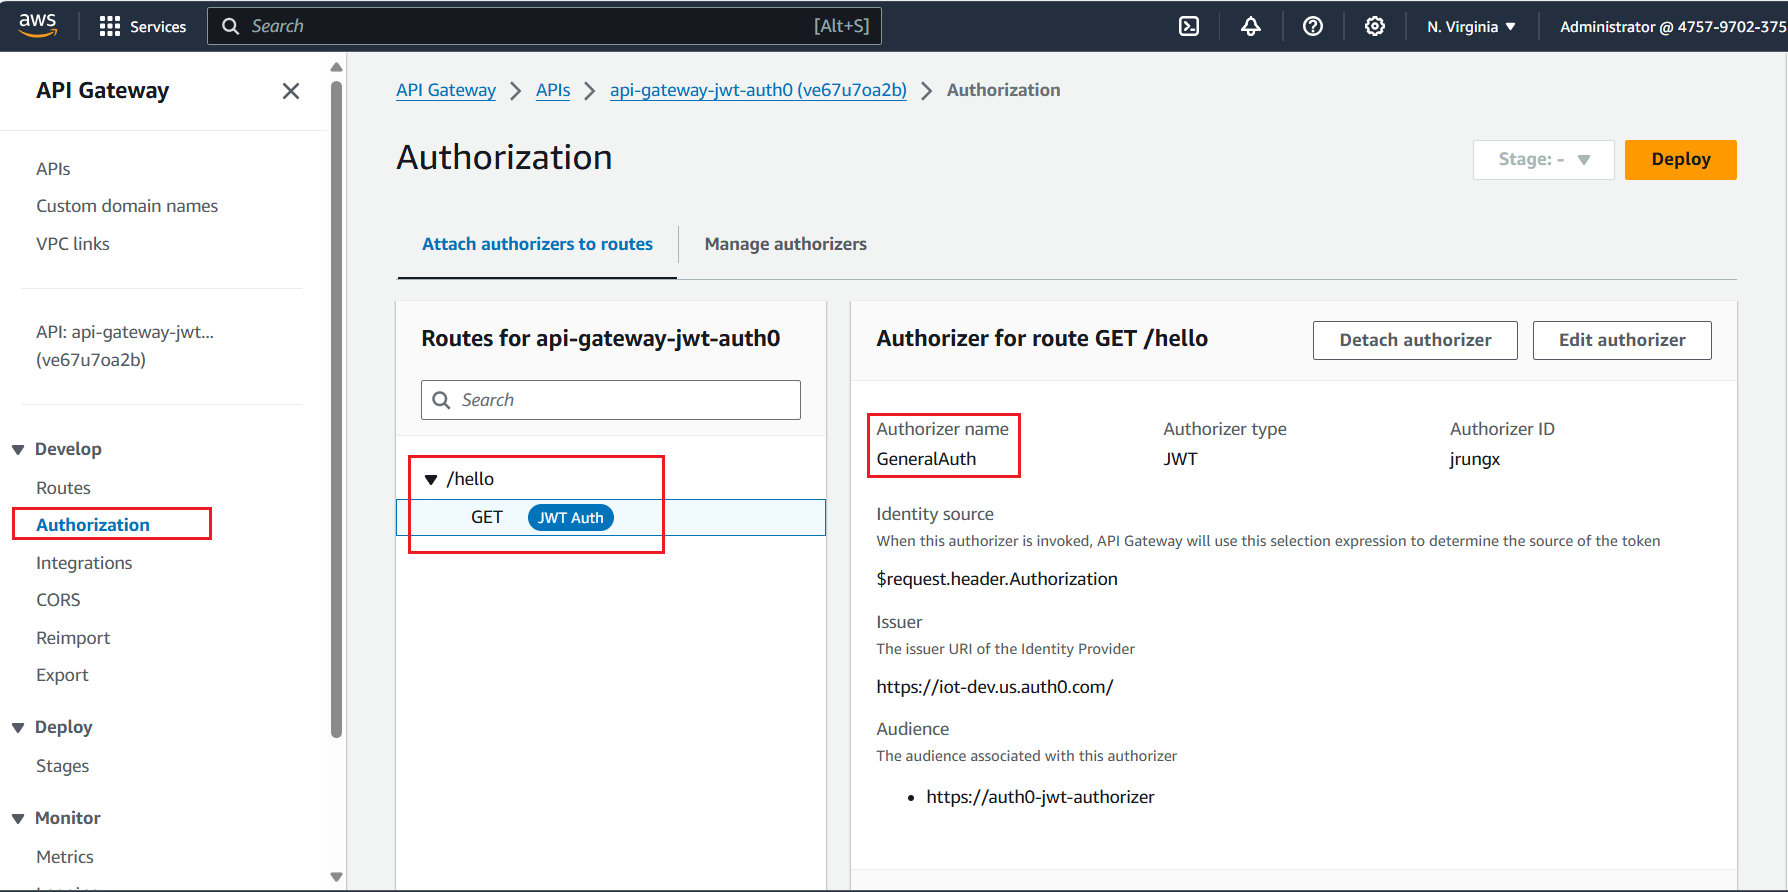 aws
Services
Search
[Alt+S]
N. Virginia
Administrator @ 4757-9702-375
API Gateway
APIs
Custom domain names
VPC links
API: api-gateway-jwt...
(ve67u7oa2b)
Develop
Routes
Authorization
Integrations
CORS
Reimport
Export
Deploy
Stages
Monitor
Metrics
API Gateway
APIs
api-gateway-jwt-auth0 (ve67u7oa2b)
Authorization
Authorization
Stage: -
Deploy
Attach authorizers to routes
Manage authorizers
Routes for api-gateway-jwt-auth0
Search
/hello
GET JWT Auth
Authorizer for route GET /hello
Detach authorizer
Edit authorizer
Authorizer name
GeneralAuth
Authorizer type
JWT
Authorizer ID
jrungx
Identity source
When this authorizer is invoked, API Gateway will use this selection expression to determine the source of the token
$request.header.Authorization
Issuer
The issuer URI of the Identity Provider
https://iot-dev.us.auth0.com/
Audience
The audience associated with this authorizer
• https://auth0-jwt-authorizer